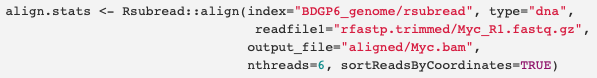 align.stats <- Rsubread::align(index="BDGP6_genome/rsubread", type="dna",
readfile1="rfastp.trimmed/Myc_R1.fastq.gz",
output_file="aligned/Myc.bam",
nthreads=6, sortReadsByCoordinates=TRUE)